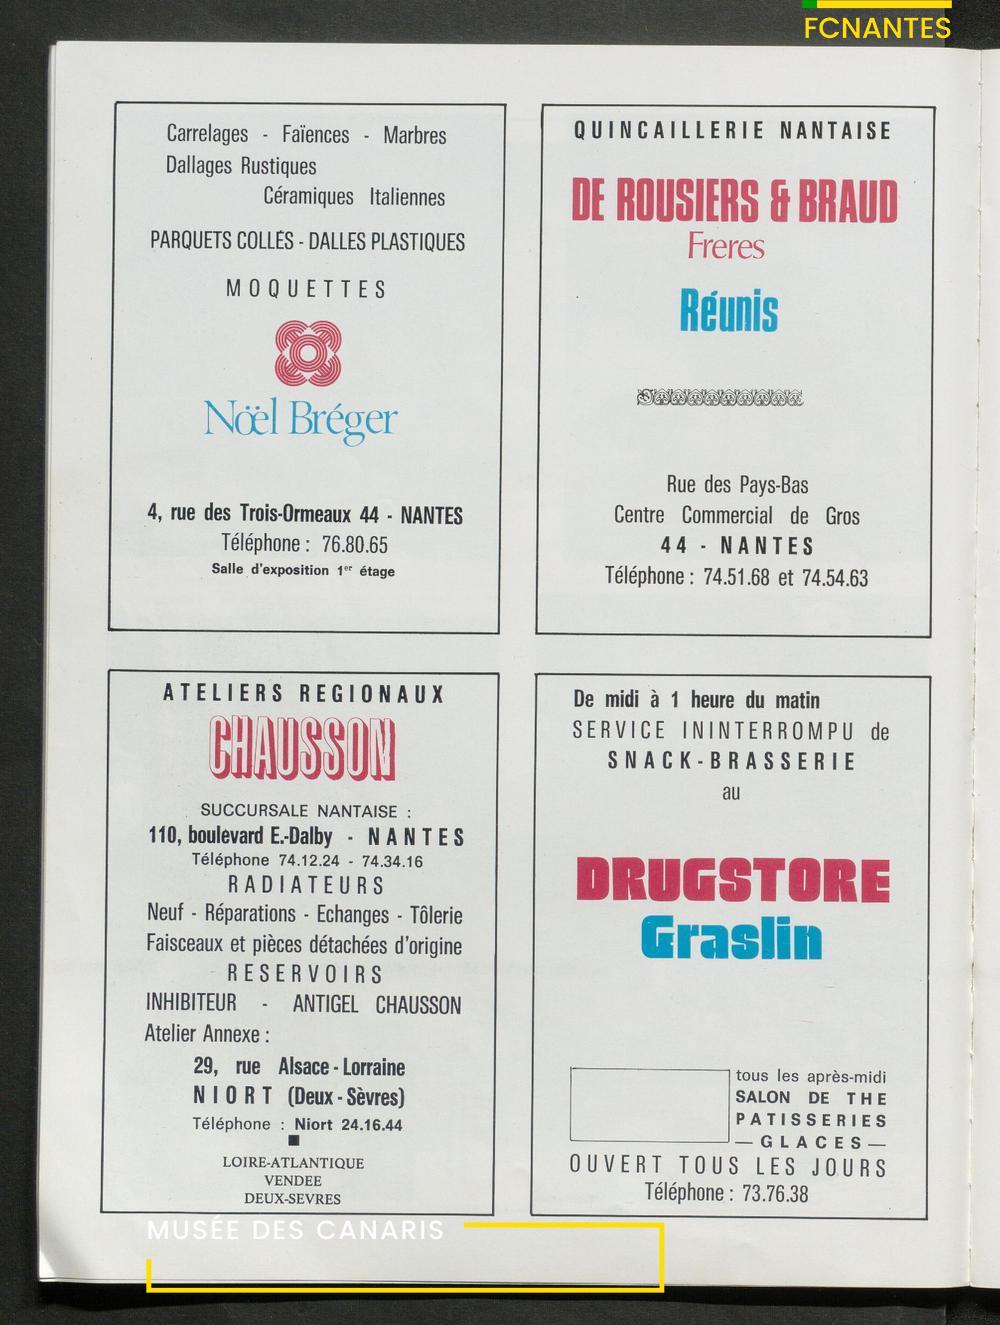 FCNANTES
Carrelages - Faïences - Marbres
Dallages Rustiques
Céramiques Italiennes
PARQUETS COLLÉS - DALLES PLASTIQUES
MOQUETTES
Nöel Bréger
4, rue des Trois-Ormeaux 44 - NANTES
Téléphone : 76.80.65
Salle d'exposition 1er étage
QUINCAILLERIE NANTAISE
DE ROUSIERS & BRAUD
Freres
Réunis
Rue des Pays-Bas
Centre Commercial de Gros
44 - NANTES
Téléphone : 74.51.68 et 74.54.63
ATELIERS REGIONAUX
CHAUSSON
SUCCURSALE NANTAISE :
110, boulevard E.-Dalby - NANTES
Téléphone 74.12.24 - 74.34.16
RADIATEURS
Neuf - Réparations - Echanges - Tôlerie
Faisceaux et pièces détachées d'origine
RESERVOIRS
INHIBITEUR - ANTIGEL CHAUSSON
Atelier Annexe :
29, rue Alsace-Lorraine
NIORT (Deux-Sèvres)
Téléphone : Niort 24.16.44
LOIRE-ATLANTIQUE
VENDEE
DEUX-SEVRES
De midi à 1 heure du matin
SERVICE ININTERROMPU de
SNACK-BRASSERIE
au
DRUGSTORE
Graslin
tous les après-midi
SALON DE THE
PATISSERIES
— GLACES —
OUVERT TOUS LES JOURS
Téléphone : 73.76.38
MUSÉE DES CANARIS